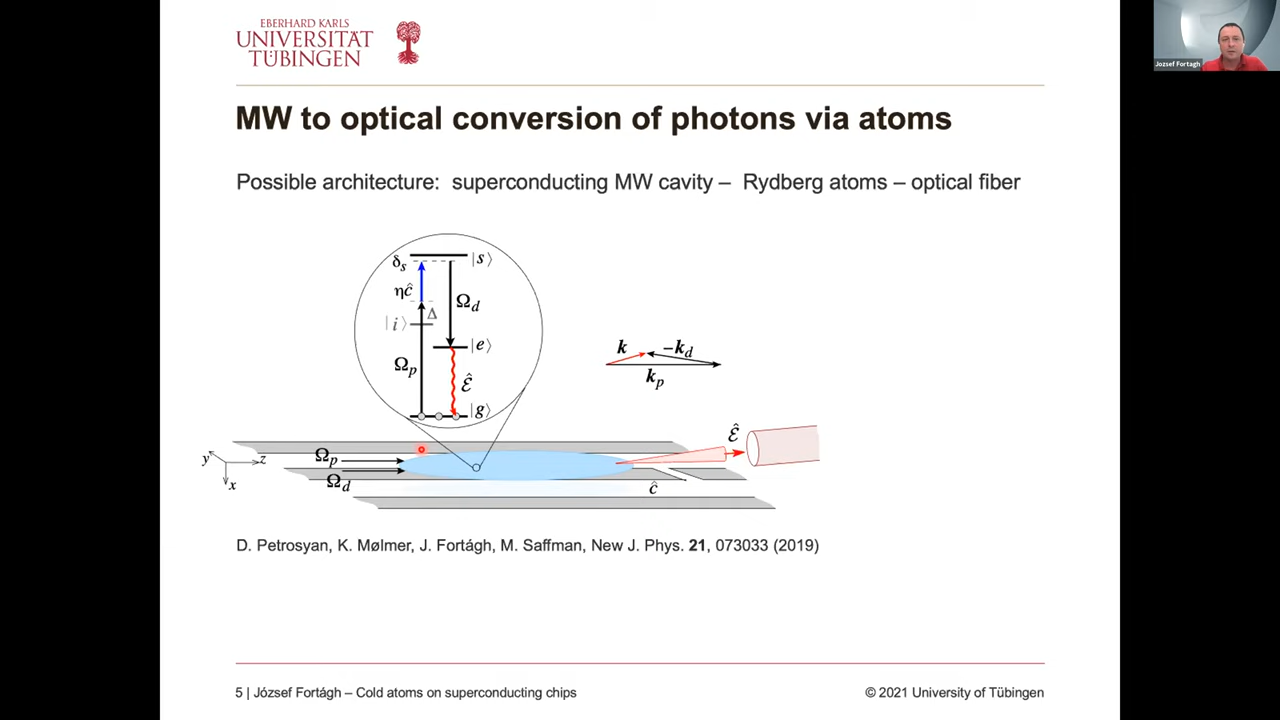 EBERHARD KARLS
UNIVERSITÄT
TÜBINGEN
Jozsef Fortagh
MW to optical conversion of photons via atoms
Possible architecture: superconducting MW cavity – Rydberg atoms – optical fiber
δs |s⟩
ηĉ Ωd
Δ
|i⟩
|e⟩
Ωp
ℰ̂
|g⟩
k –kd
kp
ℰ̂
y z Ωp
x Ωd ĉ
D. Petrosyan, K. Mølmer, J. Fortágh, M. Saffman, New J. Phys. 21, 073033 (2019)
5 | József Fortágh – Cold atoms on superconducting chips
© 2021 University of Tübingen